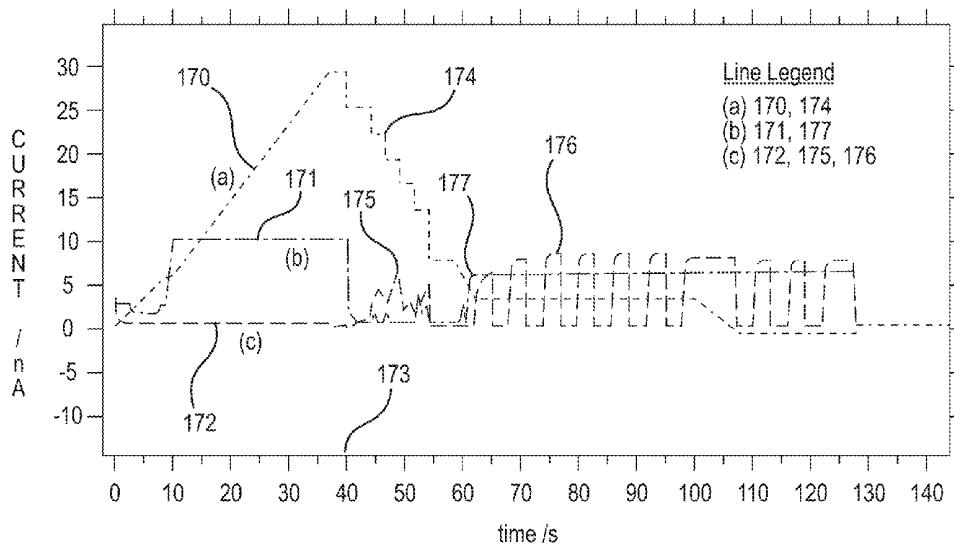 30
25
20
15
10
5
0
-5
-10
CURRENT /nA
170
174
Line Legend
(a) 170, 174
(b) 171, 177
(c) 172, 175, 176
(a)
171
175
177
176
(b)
(c)
172
173
0 10 20 30 40 50 60 70 80 90 100 110 120 130 140
time /s